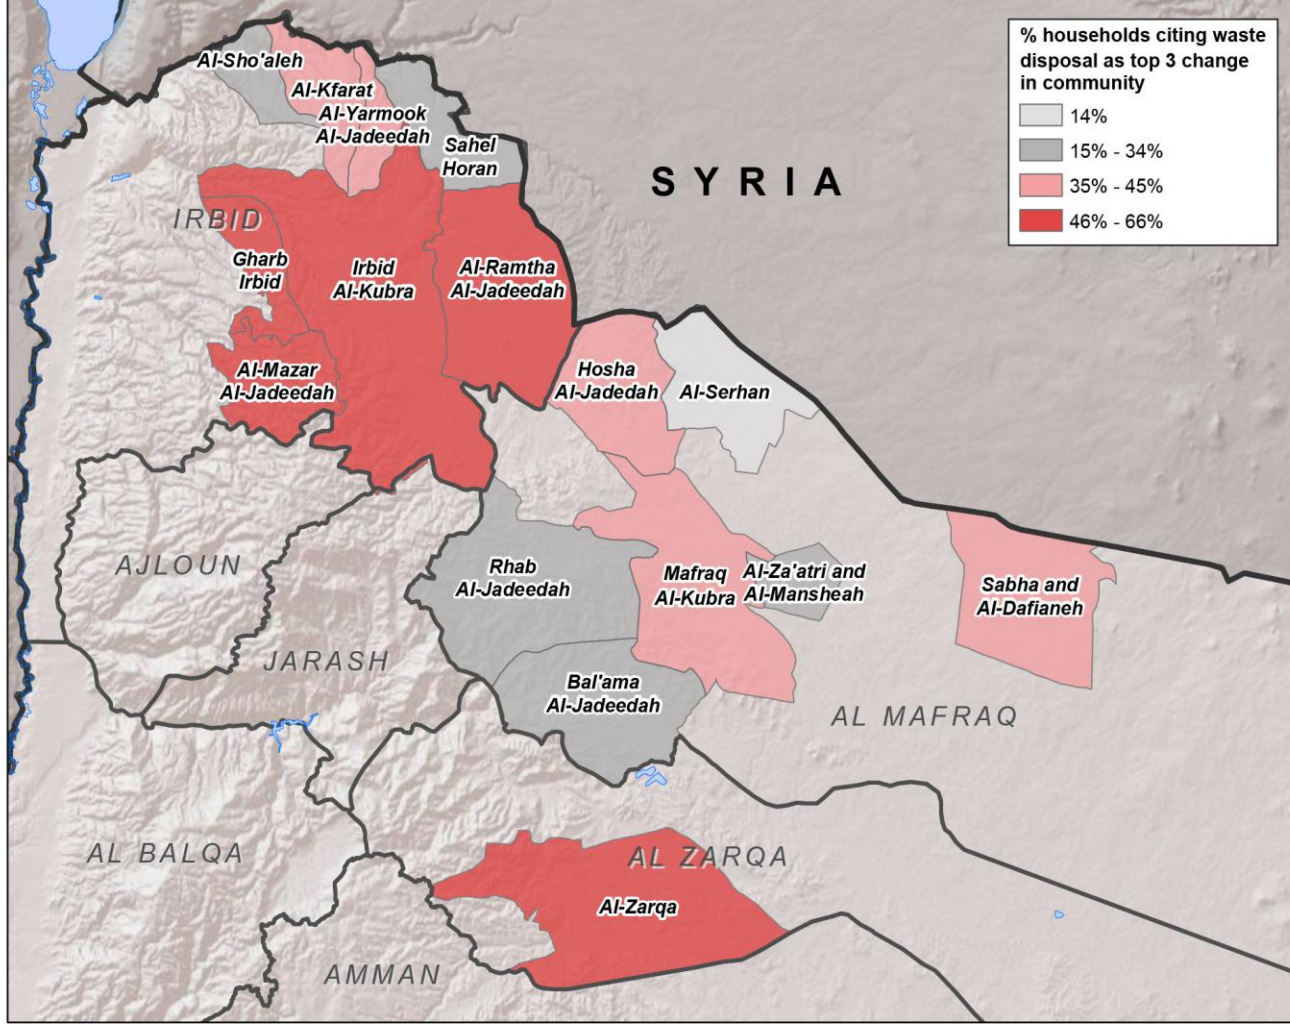 % households citing waste
disposal as top 3 change
in community
14%
15% - 34%
35% - 45%
46% - 66%
SYRIA
Al-Sho'aleh
Al-Kfarat
Al-Yarmook
Al-Jadeedah
Sahel
Horan
IRBID
Gharb
Irbid
Irbid
Al-Kubra
Al-Ramtha
Al-Jadeedah
Al-Mazar
Al-Jadeedah
Hosha
Al-Jadedah
Al-Serhan
AJLOUN
Rhab
Al-Jadeedah
Mafraq
Al-Kubra
Al-Za'atri and
Al-Mansheah
Sabha and
Al-Dafianeh
JARASH
Bal'ama
Al-Jadeedah
AL MAFRAQ
AL BALQA
AL ZARQA
Al-Zarqa
AMMAN